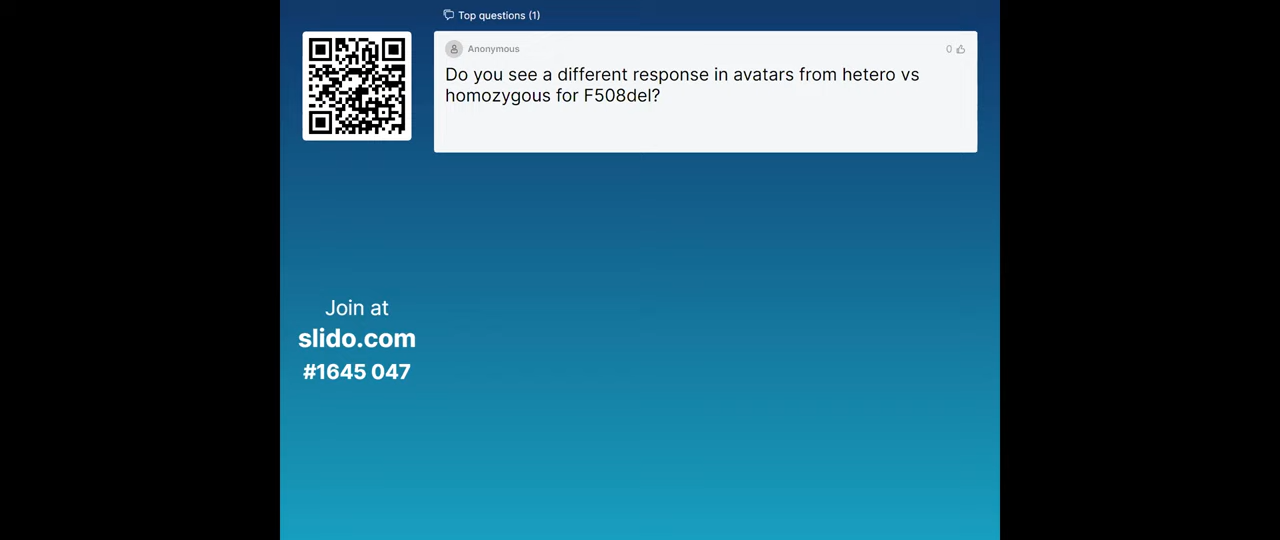 Top questions (1)
Anonymous
0
Do you see a different response in avatars from hetero vs
homozygous for F508del?
Join at
slido.com
#1645 047